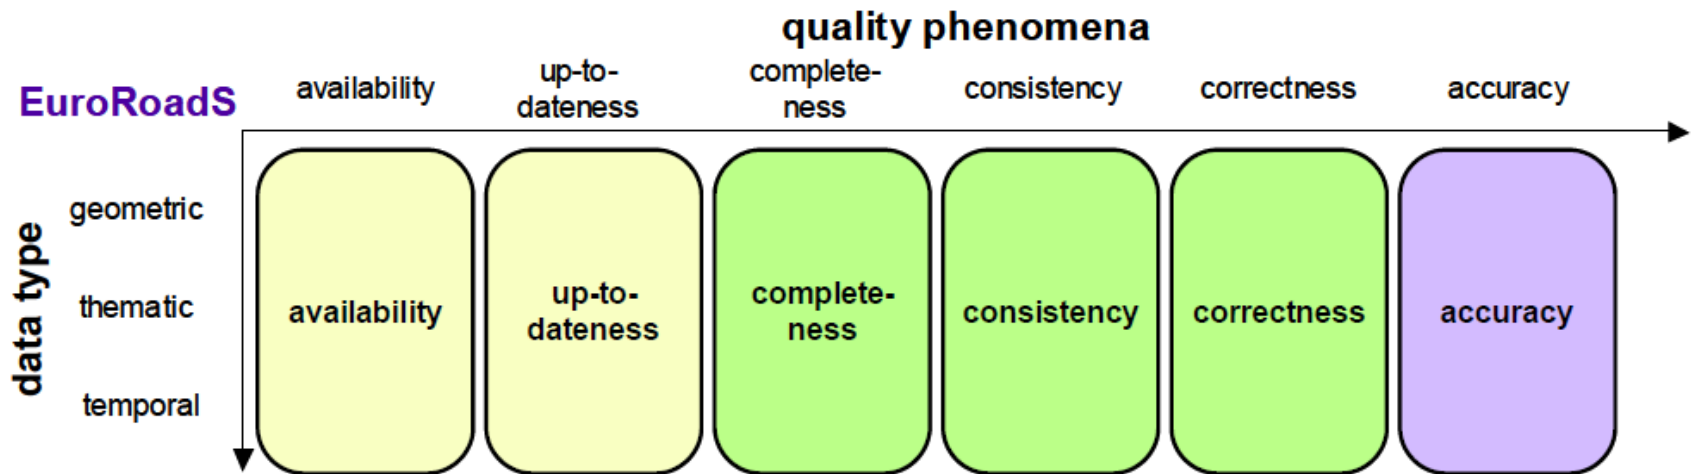 quality phenomena
EuroRoadS
availability
up-to-
dateness
complete-
ness
consistency
correctness
accuracy
data type
geometric
thematic
temporal
availability
up-to-
dateness
complete-
ness
consistency
correctness
accuracy